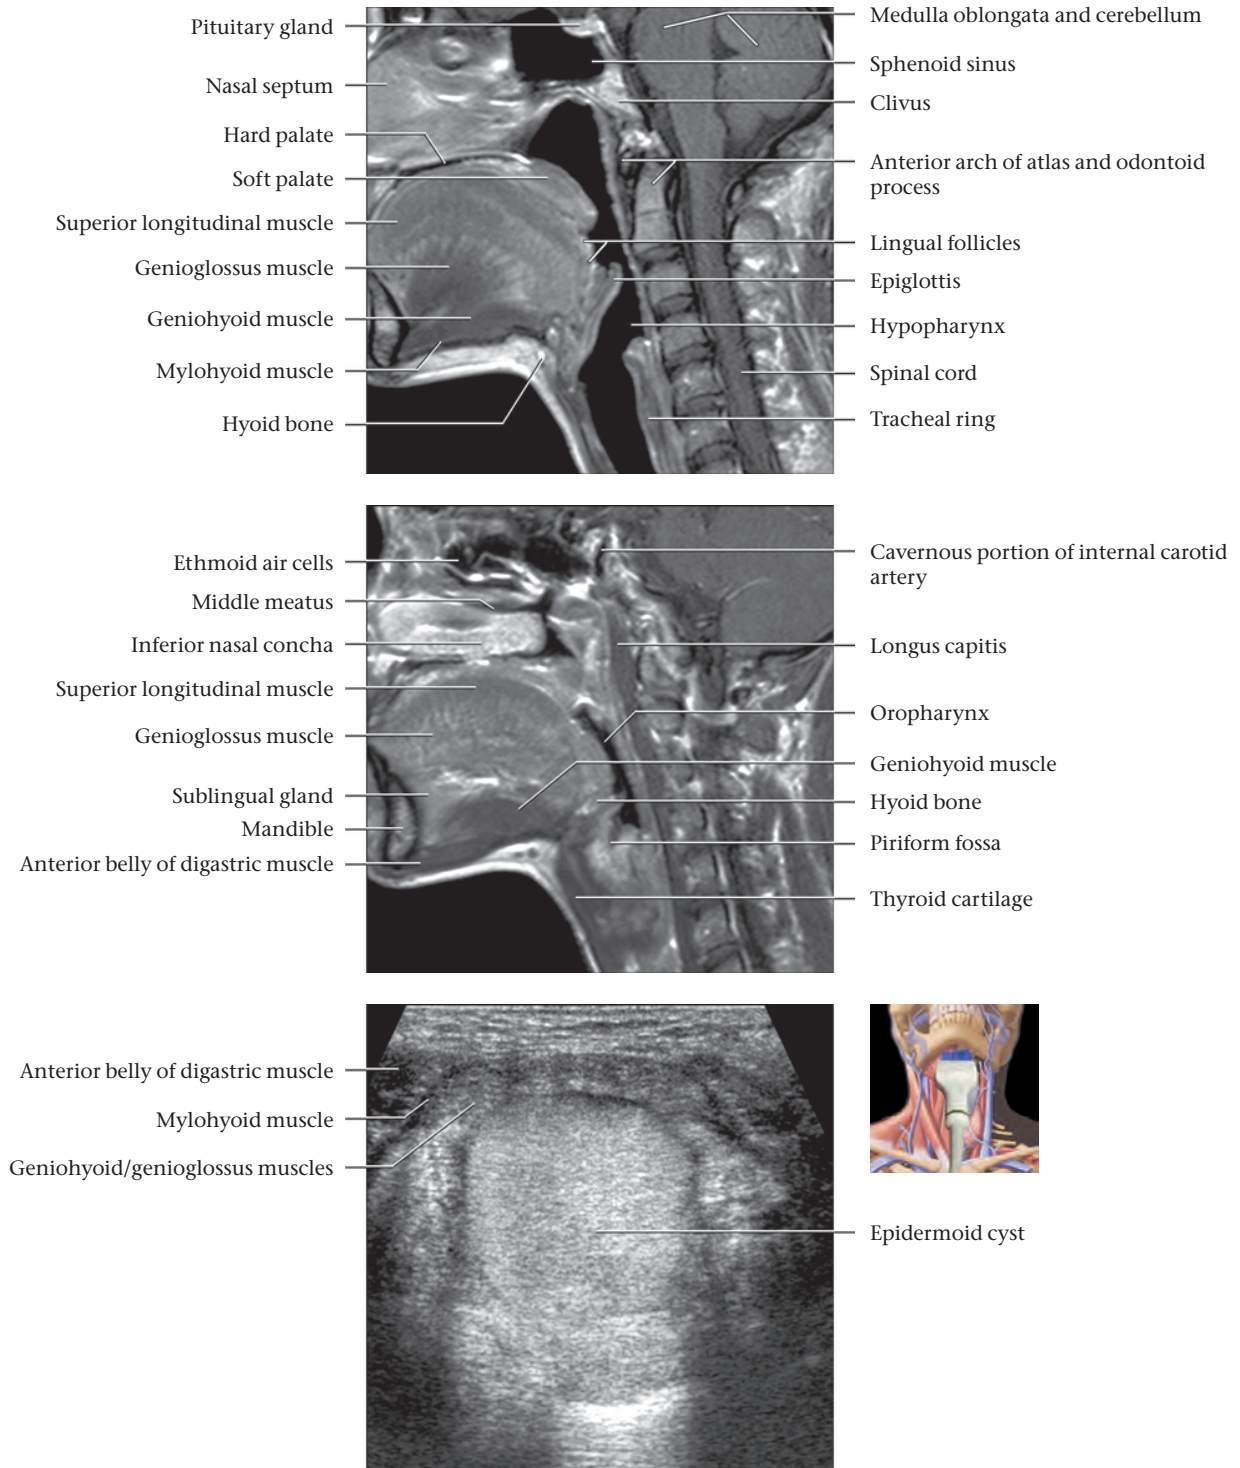 Pituitary gland
Nasal septum
Hard palate
Soft palate
Superior longitudinal muscle
Genioglossus muscle
Geniohyoid muscle
Mylohyoid muscle
Hyoid bone
Medulla oblongata and cerebellum
Sphenoid sinus
Clivus
Anterior arch of atlas and odontoid
process
Lingual follicles
Epiglottis
Hypopharynx
Spinal cord
Tracheal ring
Ethmoid air cells
Middle meatus
Inferior nasal concha
Superior longitudinal muscle
Genioglossus muscle
Sublingual gland
Mandible
Anterior belly of digastric muscle
Cavernous portion of internal carotid
artery
Longus capitis
Oropharynx
Geniohyoid muscle
Hyoid bone
Piriform fossa
Thyroid cartilage
Anterior belly of digastric muscle
Mylohyoid muscle
Geniohyoid/genioglossus muscles
Epidermoid cyst